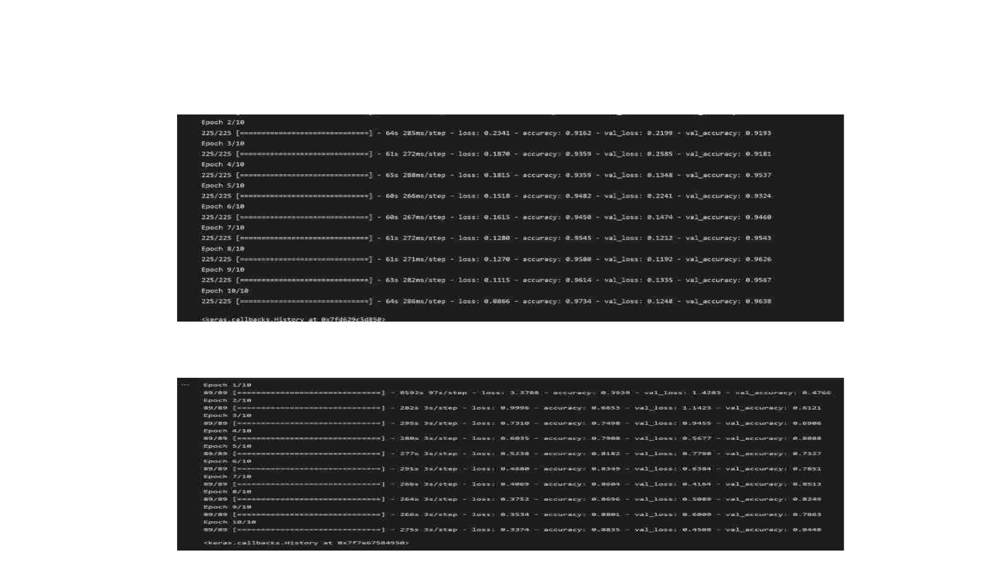 Epoch 2/10
225/225 [==============================] - 64s 285ms/step - loss: 0.2341 - accuracy: 0.9162 - val_loss: 0.2199 - val_accuracy: 0.9193
Epoch 3/10
225/225 [==============================] - 61s 272ms/step - loss: 0.1870 - accuracy: 0.9359 - val_loss: 0.2585 - val_accuracy: 0.9181
Epoch 4/10
225/225 [==============================] - 65s 288ms/step - loss: 0.1815 - accuracy: 0.9359 - val_loss: 0.1348 - val_accuracy: 0.9537
Epoch 5/10
225/225 [==============================] - 60s 266ms/step - loss: 0.1518 - accuracy: 0.9482 - val_loss: 0.2241 - val_accuracy: 0.9324
Epoch 6/10
225/225 [==============================] - 60s 267ms/step - loss: 0.1615 - accuracy: 0.9450 - val_loss: 0.1474 - val_accuracy: 0.9460
Epoch 7/10
225/225 [==============================] - 61s 272ms/step - loss: 0.1280 - accuracy: 0.9545 - val_loss: 0.1212 - val_accuracy: 0.9543
Epoch 8/10
225/225 [==============================] - 61s 271ms/step - loss: 0.1270 - accuracy: 0.9580 - val_loss: 0.1192 - val_accuracy: 0.9626
Epoch 9/10
225/225 [==============================] - 63s 282ms/step - loss: 0.1115 - accuracy: 0.9614 - val_loss: 0.1335 - val_accuracy: 0.9567
Epoch 10/10
225/225 [==============================] - 64s 286ms/step - loss: 0.0866 - accuracy: 0.9734 - val_loss: 0.1248 - val_accuracy: 0.9638
<keras.callbacks.History at 0x7fd629c3d850>
... Epoch 1/10
89/89 [==============================] - 8592s 97s/step - loss: 3.3788 - accuracy: 0.3939 - val_loss: 1.4283 - val_accuracy: 0.4766
Epoch 2/10
89/89 [==============================] - 282s 3s/step - loss: 0.9996 - accuracy: 0.6653 - val_loss: 1.1423 - val_accuracy: 0.6121
Epoch 3/10
89/89 [==============================] - 295s 3s/step - loss: 0.7310 - accuracy: 0.7498 - val_loss: 0.9455 - val_accuracy: 0.6906
Epoch 4/10
89/89 [==============================] - 280s 3s/step - loss: 0.6035 - accuracy: 0.7908 - val_loss: 0.5677 - val_accuracy: 0.8088
Epoch 5/10
89/89 [==============================] - 277s 3s/step - loss: 0.5238 - accuracy: 0.8182 - val_loss: 0.7798 - val_accuracy: 0.7327
Epoch 6/10
89/89 [==============================] - 291s 3s/step - loss: 0.4680 - accuracy: 0.8349 - val_loss: 0.6384 - val_accuracy: 0.7851
Epoch 7/10
89/89 [==============================] - 266s 3s/step - loss: 0.4069 - accuracy: 0.8604 - val_loss: 0.4164 - val_accuracy: 0.8513
Epoch 8/10
89/89 [==============================] - 264s 3s/step - loss: 0.3752 - accuracy: 0.8696 - val_loss: 0.5089 - val_accuracy: 0.8249
Epoch 9/10
89/89 [==============================] - 266s 3s/step - loss: 0.3534 - accuracy: 0.8801 - val_loss: 0.6009 - val_accuracy: 0.7863
Epoch 10/10
89/89 [==============================] - 275s 3s/step - loss: 0.3374 - accuracy: 0.8835 - val_loss: 0.4508 - val_accuracy: 0.8448
<keras.callbacks.History at 0x7f7e67584950>